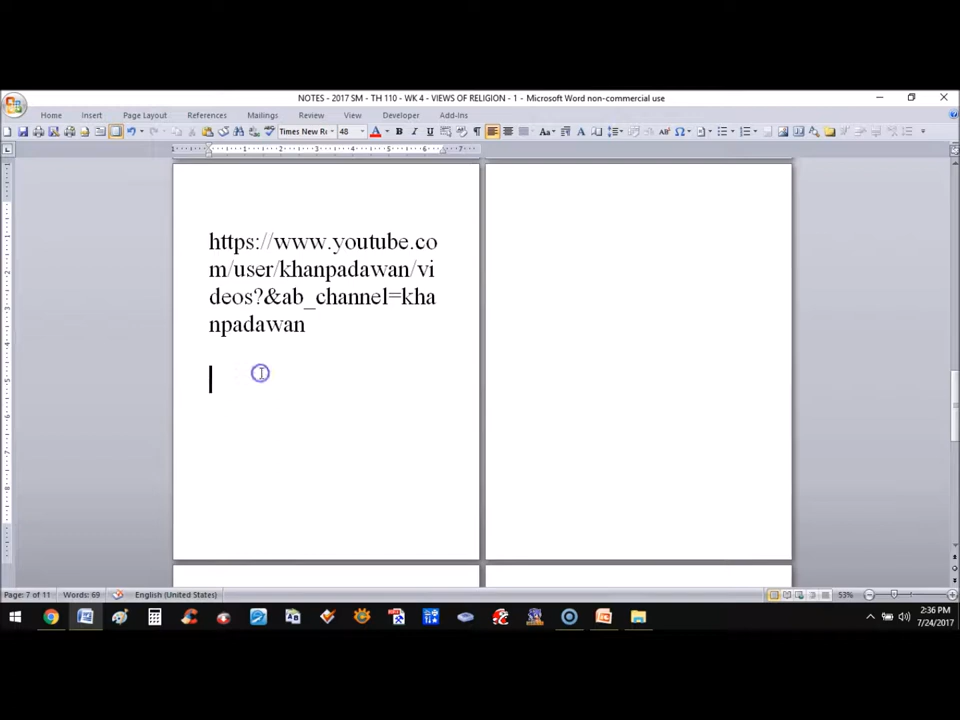 NOTES - 2017 SM - TH 110 - WK 4 - VIEWS OF RELIGION - 1 - Microsoft Word non-commercial use
Home Insert Page Layout References Mailings Review View Developer Add-Ins
Times New Ro 48
https://www.youtube.co
m/user/khanpadawan/vi
deos?&ab_channel=kha
npadawan
Page: 7 of 11 Words: 69 English (United States) 53%
2:36 PM
7/24/2017